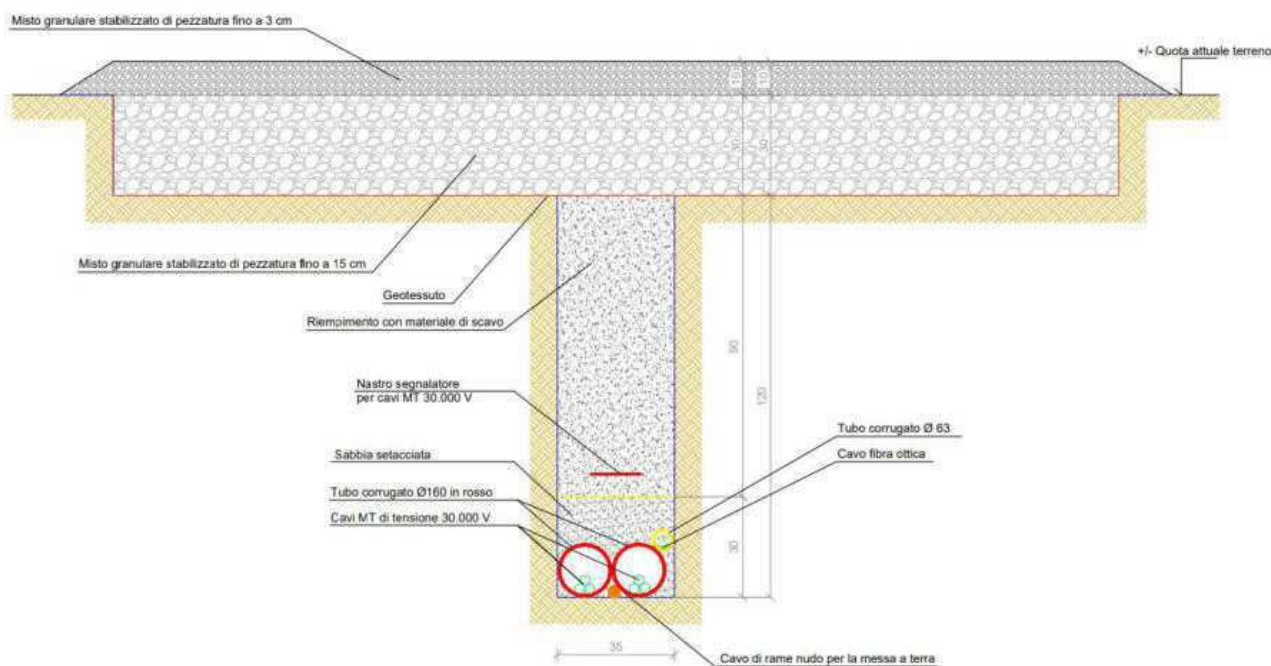 Misto granulare stabilizzato di pezzatura fino a 3 cm
+/- Quota attuale terreno
30
30
Misto granulare stabilizzato di pezzatura fino a 15 cm
Geotessuto
Riempimento con materiale di scavo
90
120
Nastro segnalatore
per cavi MT 30.000 V
Tubo corrugato Ø 63
Sabbia setacciata
Cavo fibra ottica
Tubo corrugato Ø160 in rosso
Cavi MT di tensione 30.000 V
30
35
Cavo di rame nudo per la messa a terra